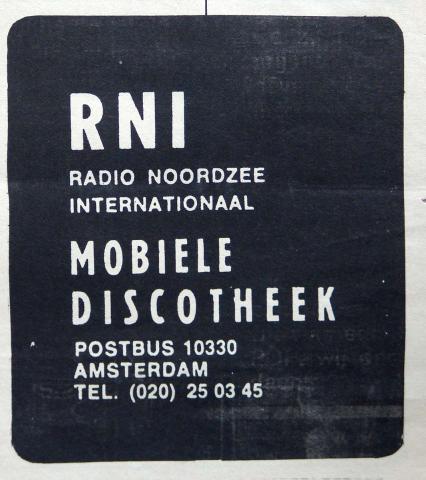 RNI
RADIO NOORDZEE
INTERNATIONAAL
MOBIELE
DISCOTHEEK
POSTBUS 10330
AMSTERDAM
TEL. (020) 25 03 45